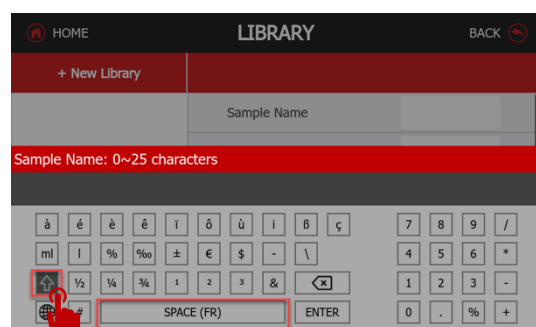 HOME LIBRARY BACK
+ New Library
Sample Name
Sample Name: 0~25 characters
à é è ê ï ô ù i ß ç 7 8 9 /
ml l % ‰ ± € $ - \ 4 5 6 *
½ ¼ ¾ ¹ ² ³ & 1 2 3 -
# SPACE (FR) ENTER 0 . % +